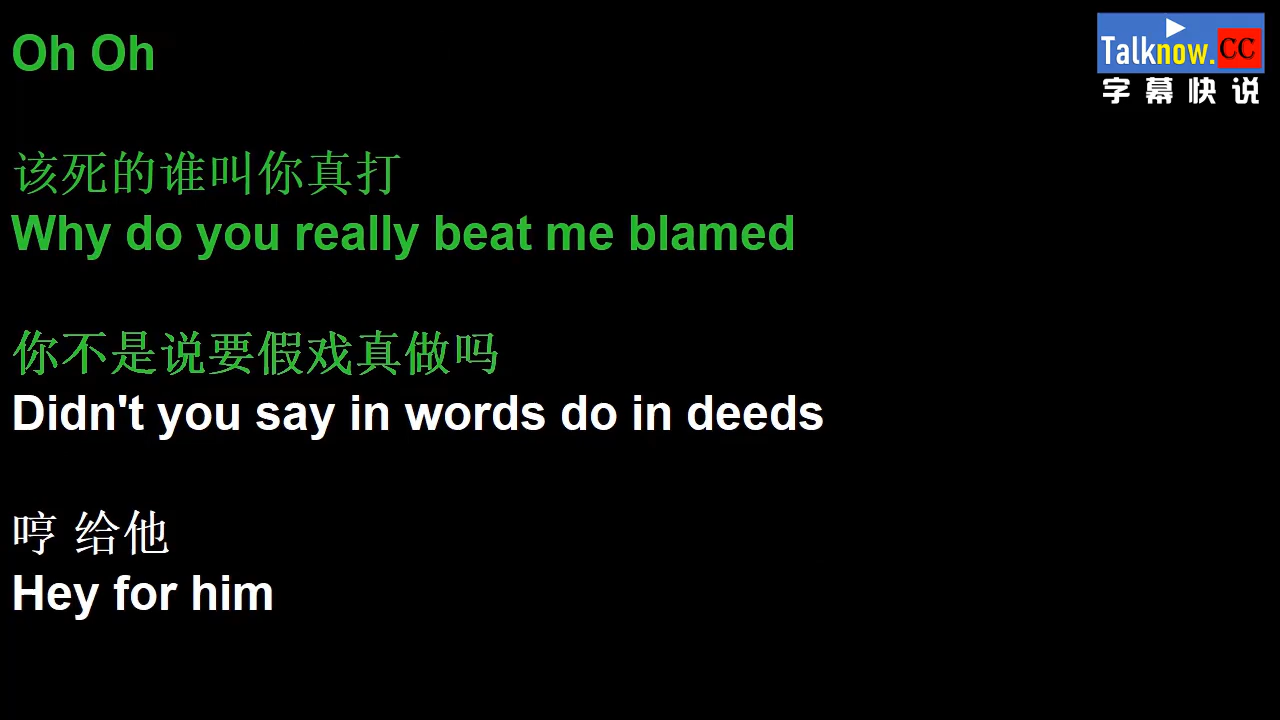 Oh Oh
Talknow.CC
字幕快说
该死的谁叫你真打
Why do you really beat me blamed
你不是说要假戏真做吗
Didn't you say in words do in deeds
哼 给他
Hey for him